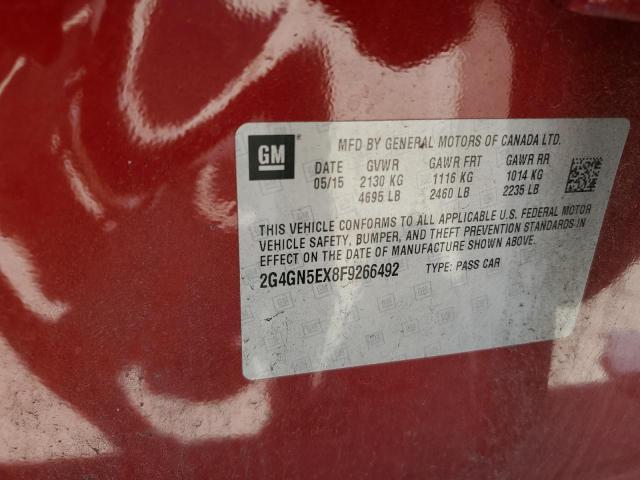 GM
MFD BY GENERAL MOTORS OF CANADA LTD.
DATE GVWR GAWR FRT GAWR RR
05/15 2130 KG 1116 KG 1014 KG
4695 LB 2460 LB 2235 LB
THIS VEHICLE CONFORMS TO ALL APPLICABLE U.S. FEDERAL MOTOR
VEHICLE SAFETY, BUMPER, AND THEFT PREVENTION STANDARDS IN
EFFECT ON THE DATE OF MANUFACTURE SHOWN ABOVE.
2G4GN5EX8F9266492 TYPE: PASS CAR